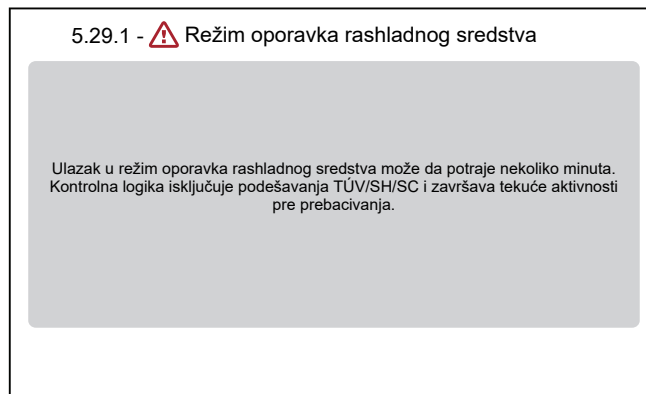 5.29.1 - Režim oporavka rashladnog sredstva
Ulazak u režim oporavka rashladnog sredstva može da potraje nekoliko minuta.
Kontrolna logika isključuje podešavanja TÚV/SH/SC i završava tekuće aktivnosti
pre prebacivanja.